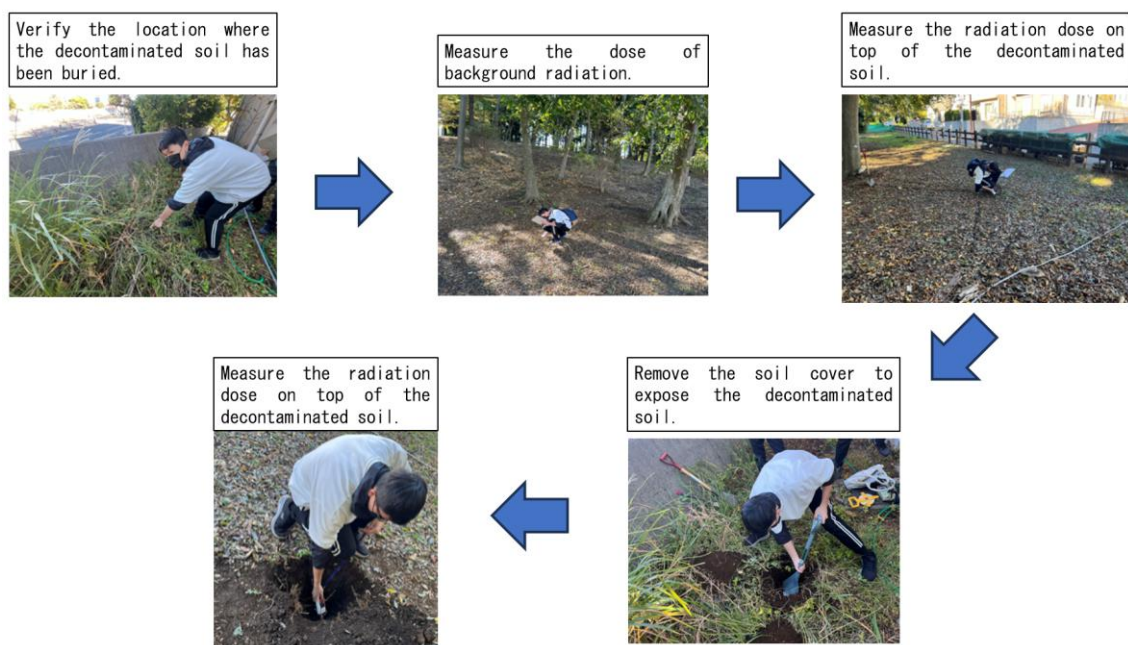 Verify the location where
the decontaminated soil has
been buried.
Measure the dose of
background radiation.
Measure the radiation dose on
top of the decontaminated
soil.
Remove the soil cover to
expose the decontaminated
soil.
Measure the radiation
dose on top of the
decontaminated soil.